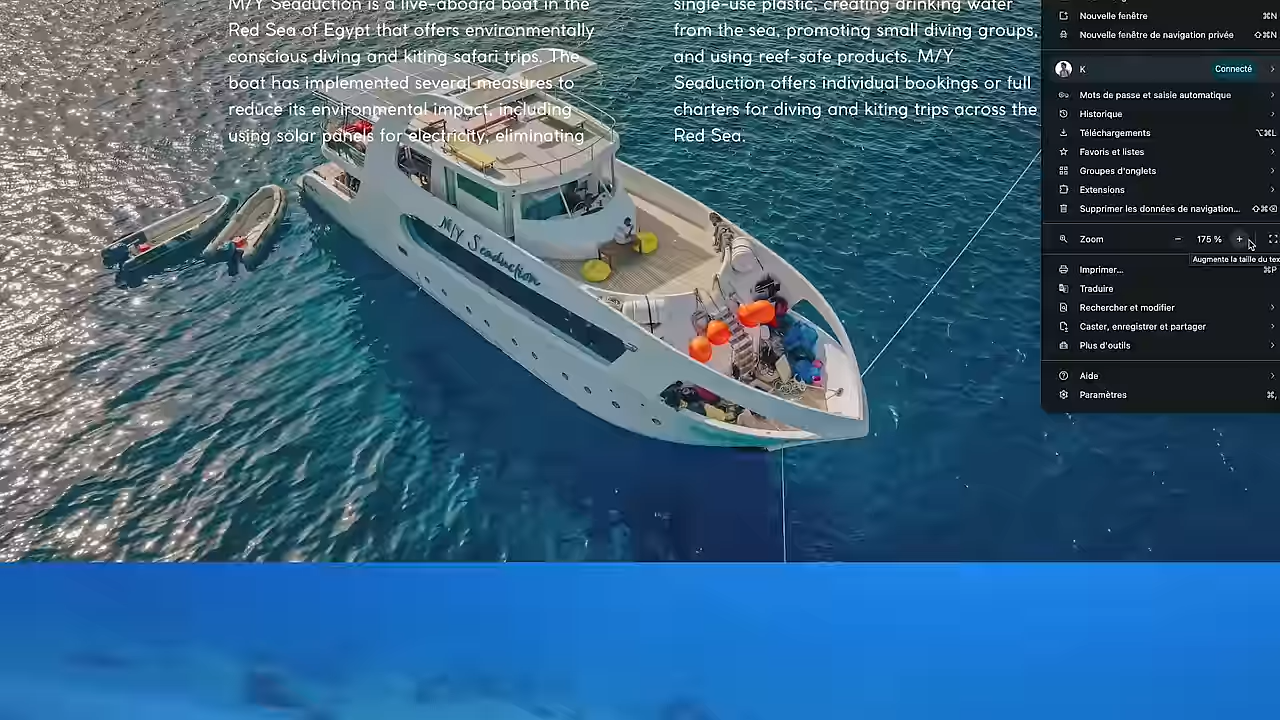 M/Y Seaduction is a live-aboard boat in the
Red Sea of Egypt that offers environmentally
conscious diving and kiting safari trips. The
boat has implemented several measures to
reduce its environmental impact, including
using solar panels for electricity, eliminating
single-use plastic, creating drinking water
from the sea, promoting small diving groups,
and using reef-safe products. M/Y
Seaduction offers individual bookings or full
charters for diving and kiting trips across the
Red Sea.
M/Y Seaduction
Nouvelle fenêtre ⌘N
Nouvelle fenêtre de navigation privée ⇧⌘N
K Connecté
Mots de passe et saisie automatique
Historique
Téléchargements ⌥⌘L
Favoris et listes
Groupes d'onglets
Extensions
Supprimer les données de navigation... ⇧⌘⌫
Zoom − 175 % +
Augmente la taille du tex
Imprimer... ⌘P
Traduire
Rechercher et modifier
Caster, enregistrer et partager
Plus d'outils
Aide
Paramètres ⌘,